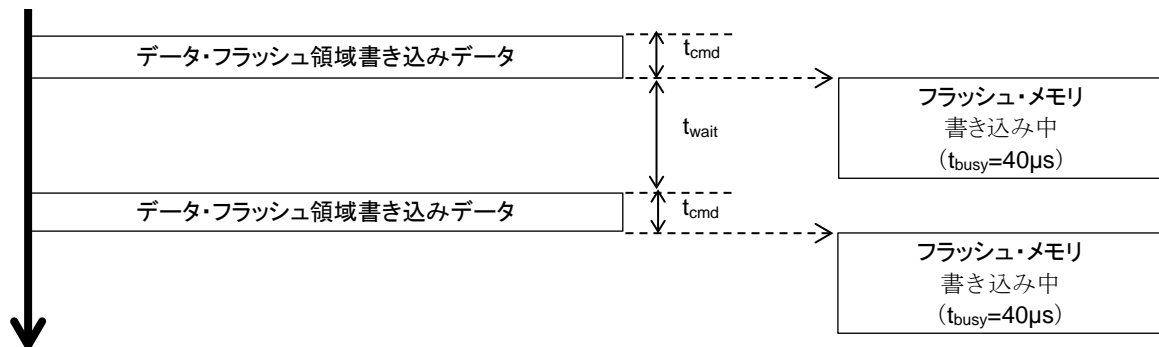 データ・フラッシュ領域書き込みデータ
tcmd
フラッシュ・メモリ
書き込み中
(tbusy=40µs)
twait
データ・フラッシュ領域書き込みデータ
tcmd
フラッシュ・メモリ
書き込み中
(tbusy=40µs)